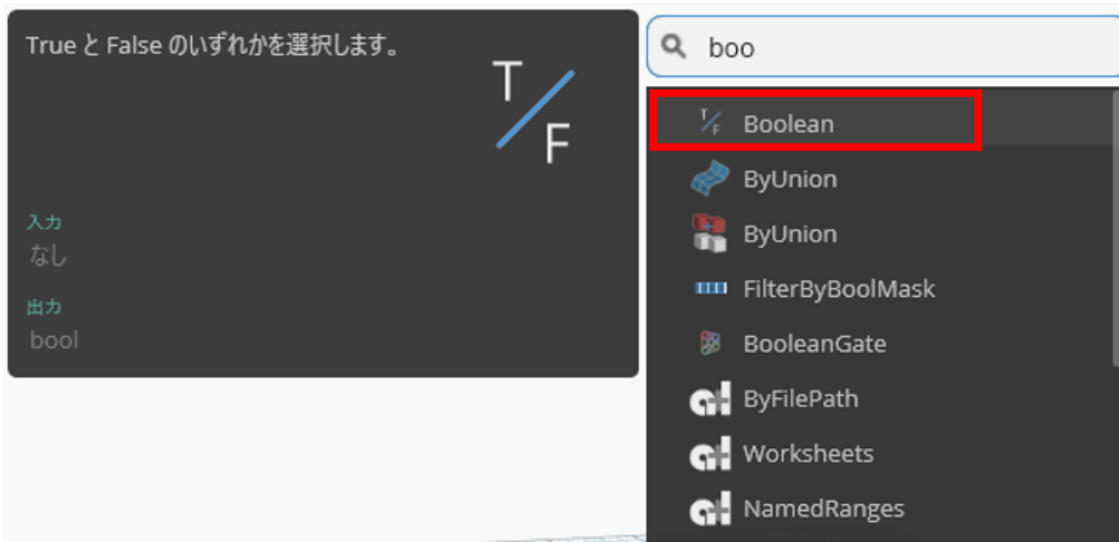 True と False のいずれかを選択します。
T
F
入力
なし
出力
bool
boo
T/F Boolean
ByUnion
ByUnion
FilterByBoolMask
BooleanGate
ByFilePath
Worksheets
NamedRanges